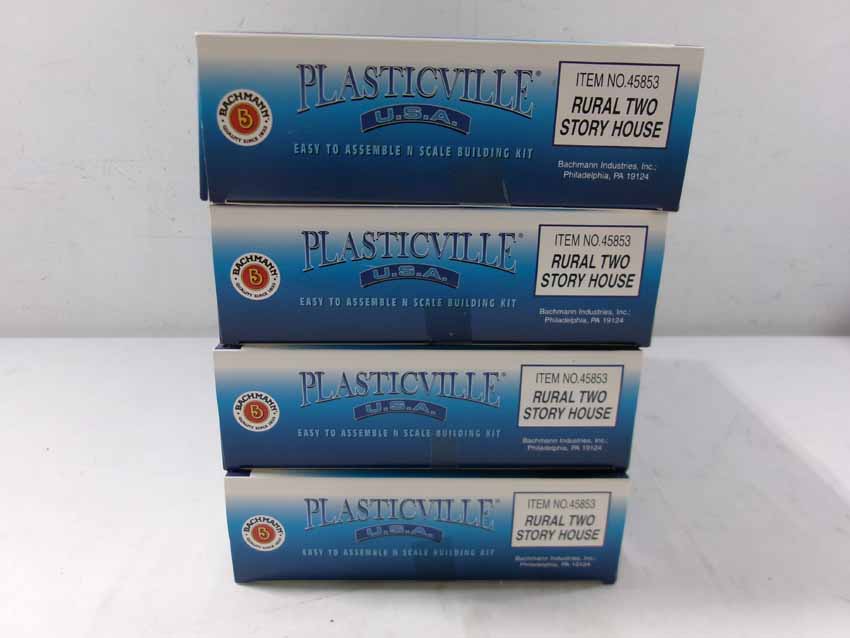 BACHMANN
QUALITY SINCE 1833
PLASTICVILLE®
U.S.A.
EASY TO ASSEMBLE N SCALE BUILDING KIT
ITEM NO.45853
RURAL TWO
STORY HOUSE
Bachmann Industries, Inc.;
Philadelphia, PA 19124
BACHMANN
QUALITY SINCE 1833
PLASTICVILLE®
U.S.A.
EASY TO ASSEMBLE N SCALE BUILDING KIT
ITEM NO.45853
RURAL TWO
STORY HOUSE
Bachmann Industries, Inc.;
Philadelphia, PA 19124
BACHMANN
QUALITY SINCE 1833
PLASTICVILLE®
U.S.A.
EASY TO ASSEMBLE N SCALE BUILDING KIT
ITEM NO.45853
RURAL TWO
STORY HOUSE
Bachmann Industries, Inc.;
Philadelphia, PA 19124
BACHMANN
QUALITY SINCE 1833
PLASTICVILLE®
U.S.A.
EASY TO ASSEMBLE N SCALE BUILDING KIT
ITEM NO.45853
RURAL TWO
STORY HOUSE
Bachmann Industries, Inc.;
Philadelphia, PA 19124